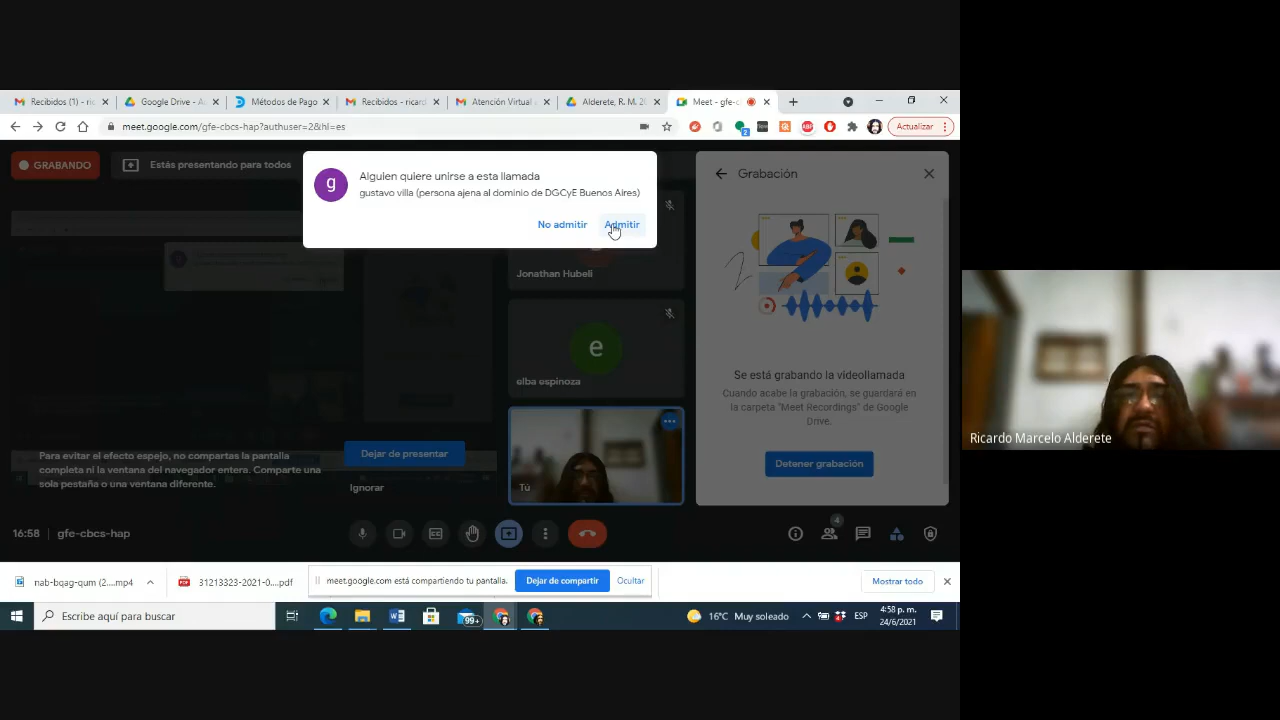 Recibidos (1) - ric
Google Drive - A
Métodos de Pago
Recibidos - ricard
Atención Virtual
Alderete, R. M. 20
Meet - gfe-c
meet.google.com/gfe-cbcs-hap?authuser=2&hl=es
Actualizar
GRABANDO
Estás presentando para todos
g
Alguien quiere unirse a esta llamada
gustavo villa (persona ajena al dominio de DGCyE Buenos Aires)
No admitir
Admitir
Jonathan Hubeli
e
elba espinoza
Para evitar el efecto espejo, no compartas la pantalla
completa ni la ventana del navegador entera. Comparte una
sola pestaña o una ventana diferente.
Dejar de presentar
Ignorar
Tú
Grabación
Se está grabando la videollamada
Cuando acabe la grabación, se guardará
en la carpeta "Meet Recordings" de Google
Drive.
Detener grabación
16:58
gfe-cbcs-hap
4
nab-bqag-qum (2....mp4
31213323-2021-0....pdf
meet.google.com está compartiendo tu pantalla.
Dejar de compartir
Ocultar
Mostrar todo
Escribe aquí para buscar
99+
16°C Muy soleado
ESP
4:58 p. m.
24/6/2021
Ricardo Marcelo Alderete